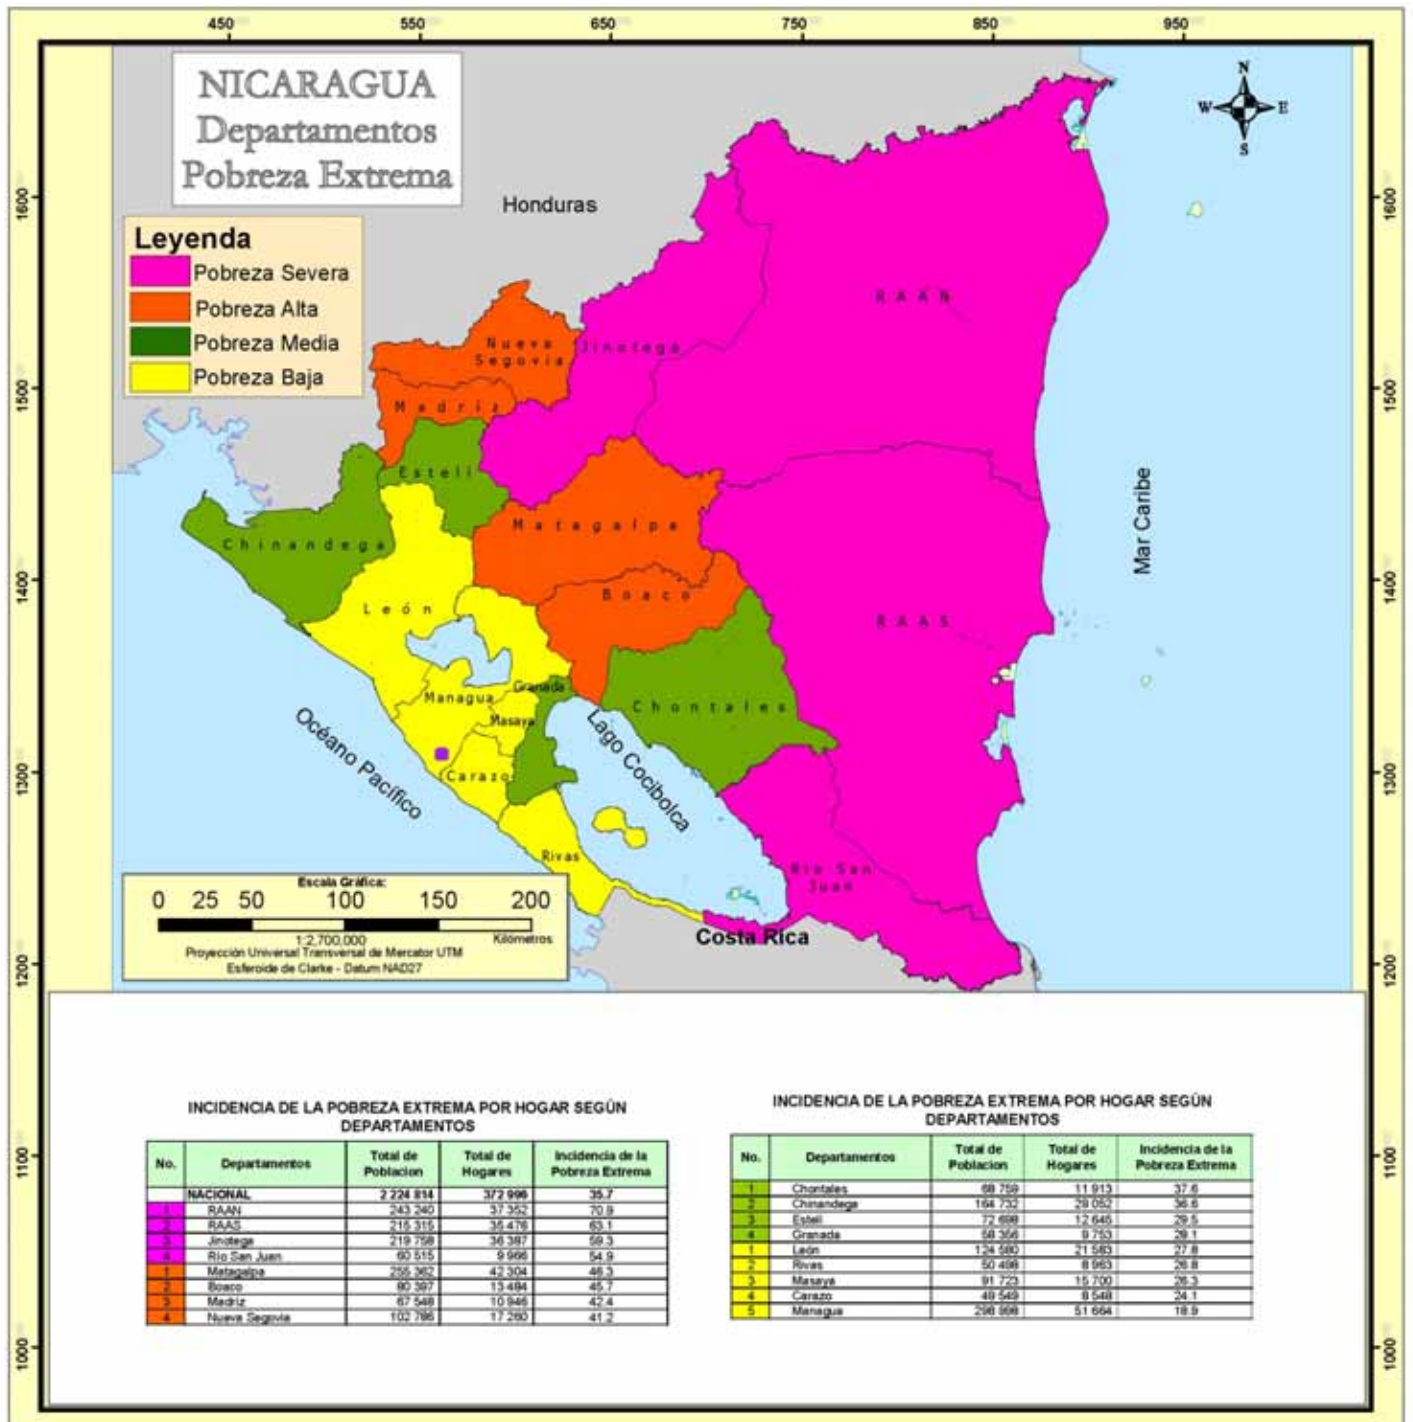 450 550 650 750 850 950
NICARAGUA
Departamentos
Pobreza Extrema
N
W E
S
1600 1600
Honduras
Leyenda
Pobreza Severa
Pobreza Alta
Pobreza Media
Pobreza Baja
RAAN
Nueva
Segovia
Jinotega
1500 1500
Madríz
Estelí
Mar Caribe
Matagalpa
Chinandega
1400 1400
Boaco
León
RAAS
Granada
Managua
Chontales
Masaya
Océano Pacífico
Lago Cocibolca
1300 1300
Carazo
Rivas
Río San
Juan
Costa Rica
Escala Gráfica:
0 25 50 100 150 200
1:2,700,000 Kilómetros
Proyección Universal Transversal de Mercator UTM
Esferoide de Clarke - Datum NAD27
1200 1200
INCIDENCIA DE LA POBREZA EXTREMA POR HOGAR SEGÚN
DEPARTAMENTOS
No. Departamentos Total de Poblacion Total de Hogares Incidencia de la Pobreza Extrema
NACIONAL 2 224 814 372 996 35.7
1 RAAN 243 240 37 352 70.9
2 RAAS 215 315 35 476 63.1
3 Jinotega 219 758 36 387 59.3
4 Río San Juan 60 515 9 966 54.9
1 Matagalpa 255 362 42 304 46.3
2 Boaco 80 397 13 484 45.7
3 Madriz 67 548 10 946 42.4
4 Nueva Segovia 102 786 17 260 41.2
INCIDENCIA DE LA POBREZA EXTREMA POR HOGAR SEGÚN
DEPARTAMENTOS
No. Departamentos Total de Poblacion Total de Hogares Incidencia de la Pobreza Extrema
1 Chontales 68 759 11 913 37.6
2 Chinandega 164 732 29 052 36.6
3 Estelí 72 698 12 645 29.5
4 Granada 58 356 9 753 28.1
1 León 124 580 21 583 27.8
2 Rivas 50 498 8 963 26.8
3 Masaya 91 723 15 700 26.3
4 Carazo 49 549 8 548 24.1
5 Managua 298 998 51 664 18.9
1100 1100
1000 1000